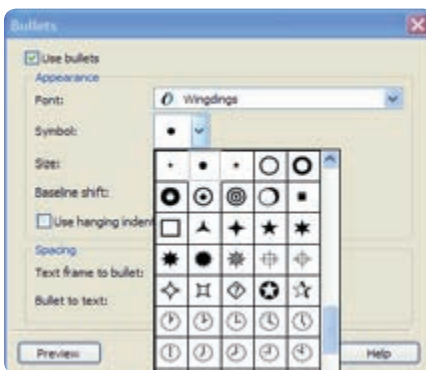 Bullets
Use bullets
Appearance
Font: Wingdings
Symbol:
Size:
Baseline shift:
Use hanging indent
Spacing
Text frame to bullet:
Bullet to text:
Preview Help